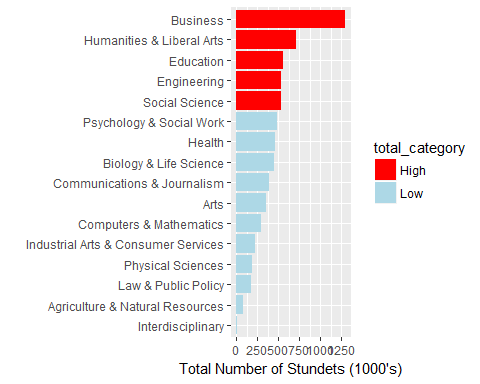 Business
Humanities & Liberal Arts
Education
Engineering
Social Science
Psychology & Social Work
Health
Biology & Life Science
Communications & Journalism
Arts
Computers & Mathematics
Industrial Arts & Consumer Services
Physical Sciences
Law & Public Policy
Agriculture & Natural Resources
Interdisciplinary
0 250 500 750 1000 1250
Total Number of Stundets (1000's)
total_category
High
Low